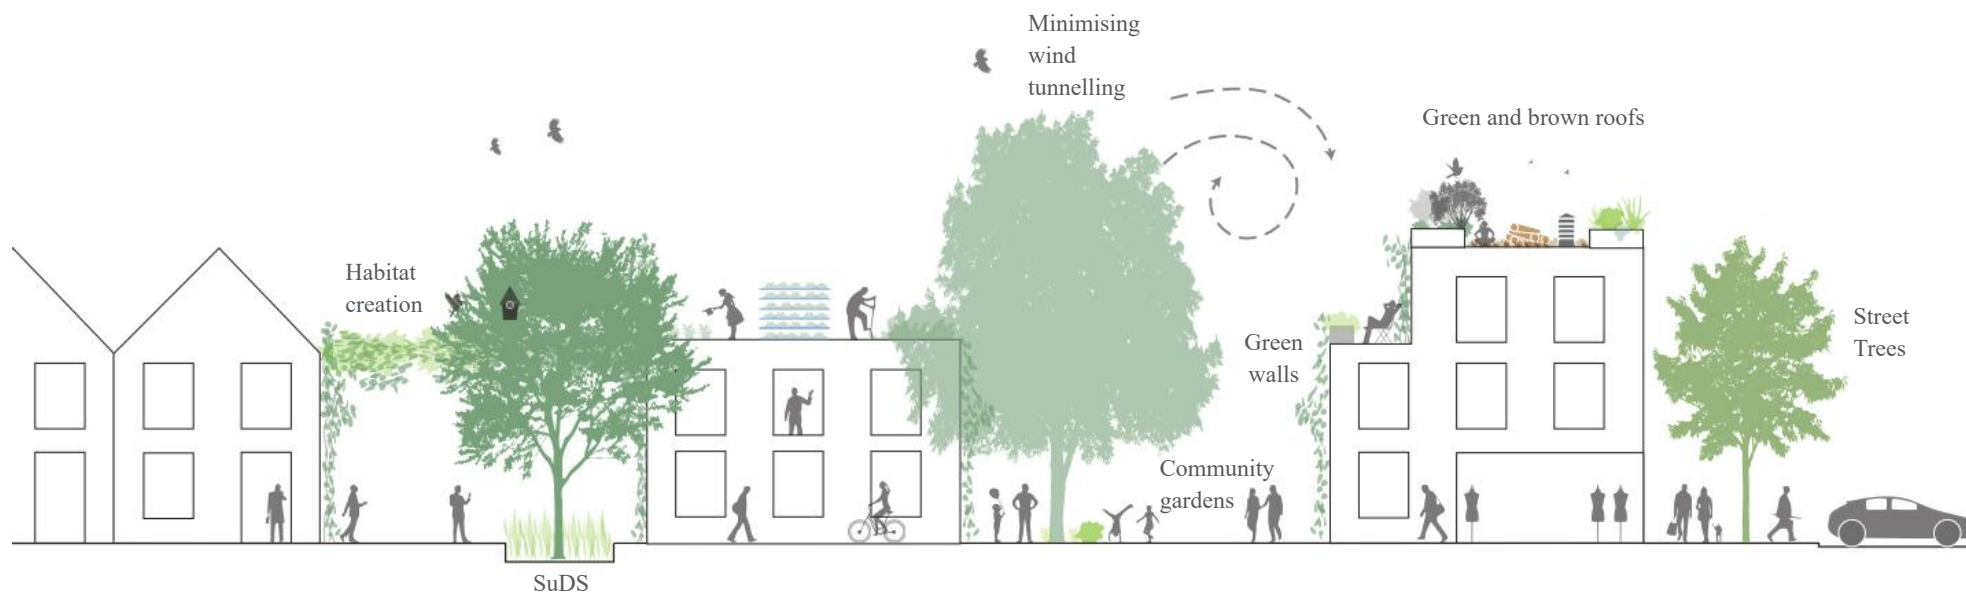 Minimising
wind
tunnelling
Green and brown roofs
Habitat
creation
Street
Trees
Green
walls
Community
gardens
SuDS